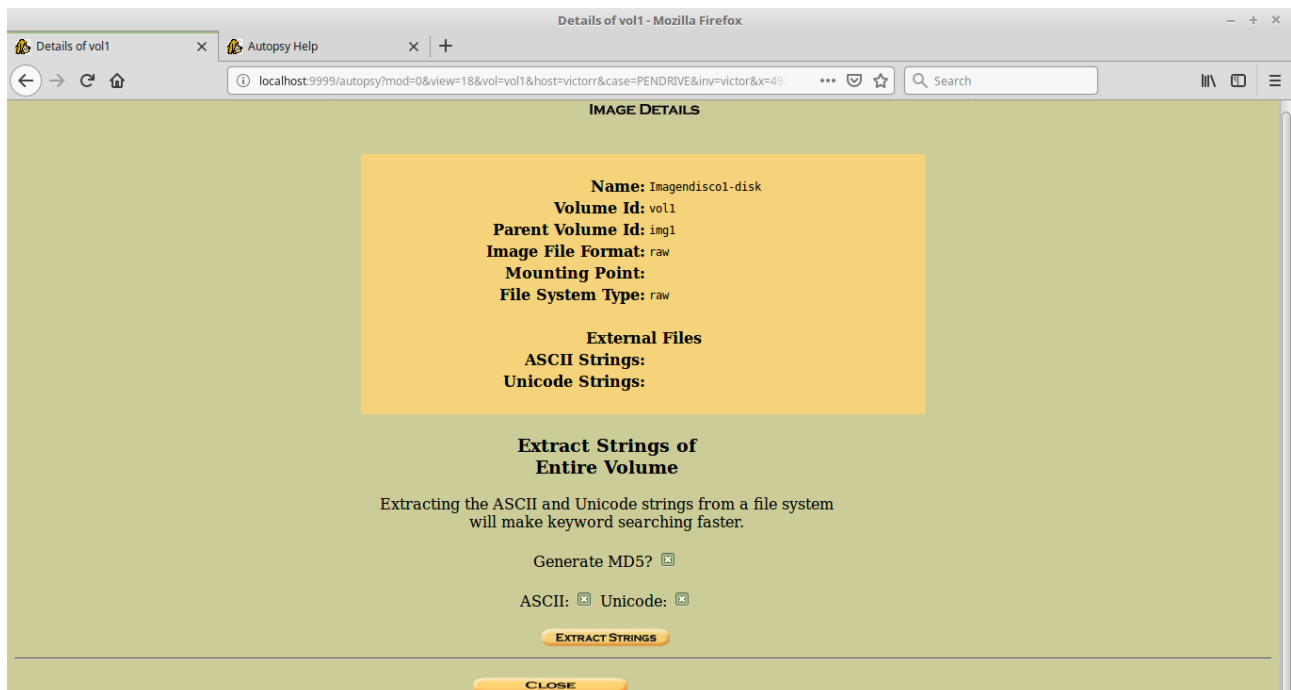 Details of vol1 - Mozilla Firefox
Details of vol1
Autopsy Help
localhost:9999/autopsy?mod=0&view=18&vol=vol1&host=victorr&case=PENDRIVE&inv=victor&x=49
Search
IMAGE DETAILS
Name: Imagendisco1-disk
Volume Id: vol1
Parent Volume Id: img1
Image File Format: raw
Mounting Point:
File System Type: raw
External Files
ASCII Strings:
Unicode Strings:
Extract Strings of
Entire Volume
Extracting the ASCII and Unicode strings from a file system
will make keyword searching faster.
Generate MD5?
ASCII: Unicode:
EXTRACT STRINGS
CLOSE